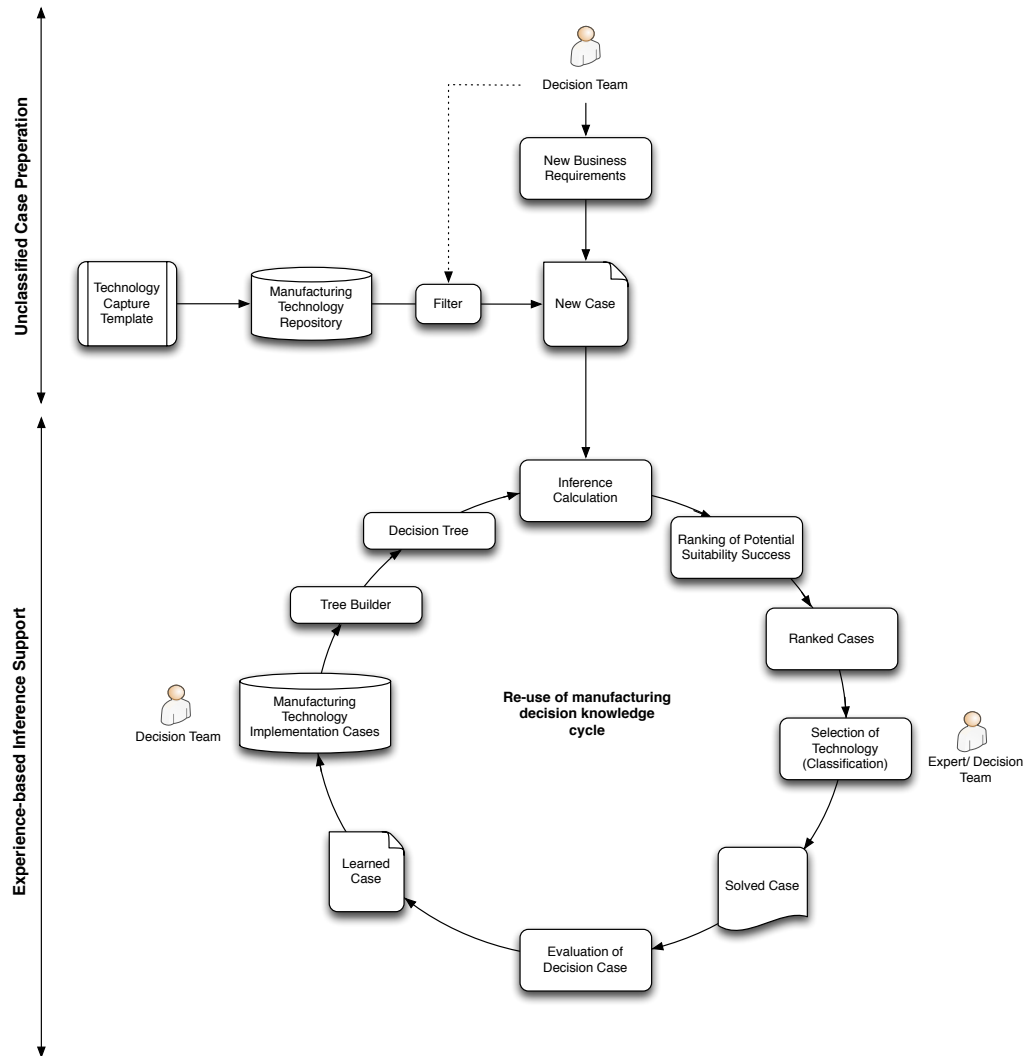 Unclassified Case Preperation
Decision Team
New Business
Requirements
Technology
Capture
Template
Manufacturing
Technology
Repository
Filter
New Case
Experience-based Inference Support
Inference
Calculation
Decision Tree
Ranking of Potential
Suitability Success
Tree Builder
Ranked Cases
Manufacturing
Technology
Implementation Cases
Decision Team
Re-use of manufacturing
decision knowledge
cycle
Selection of
Technology
(Classification)
Expert/ Decision
Team
Learned
Case
Solved Case
Evaluation of
Decision Case